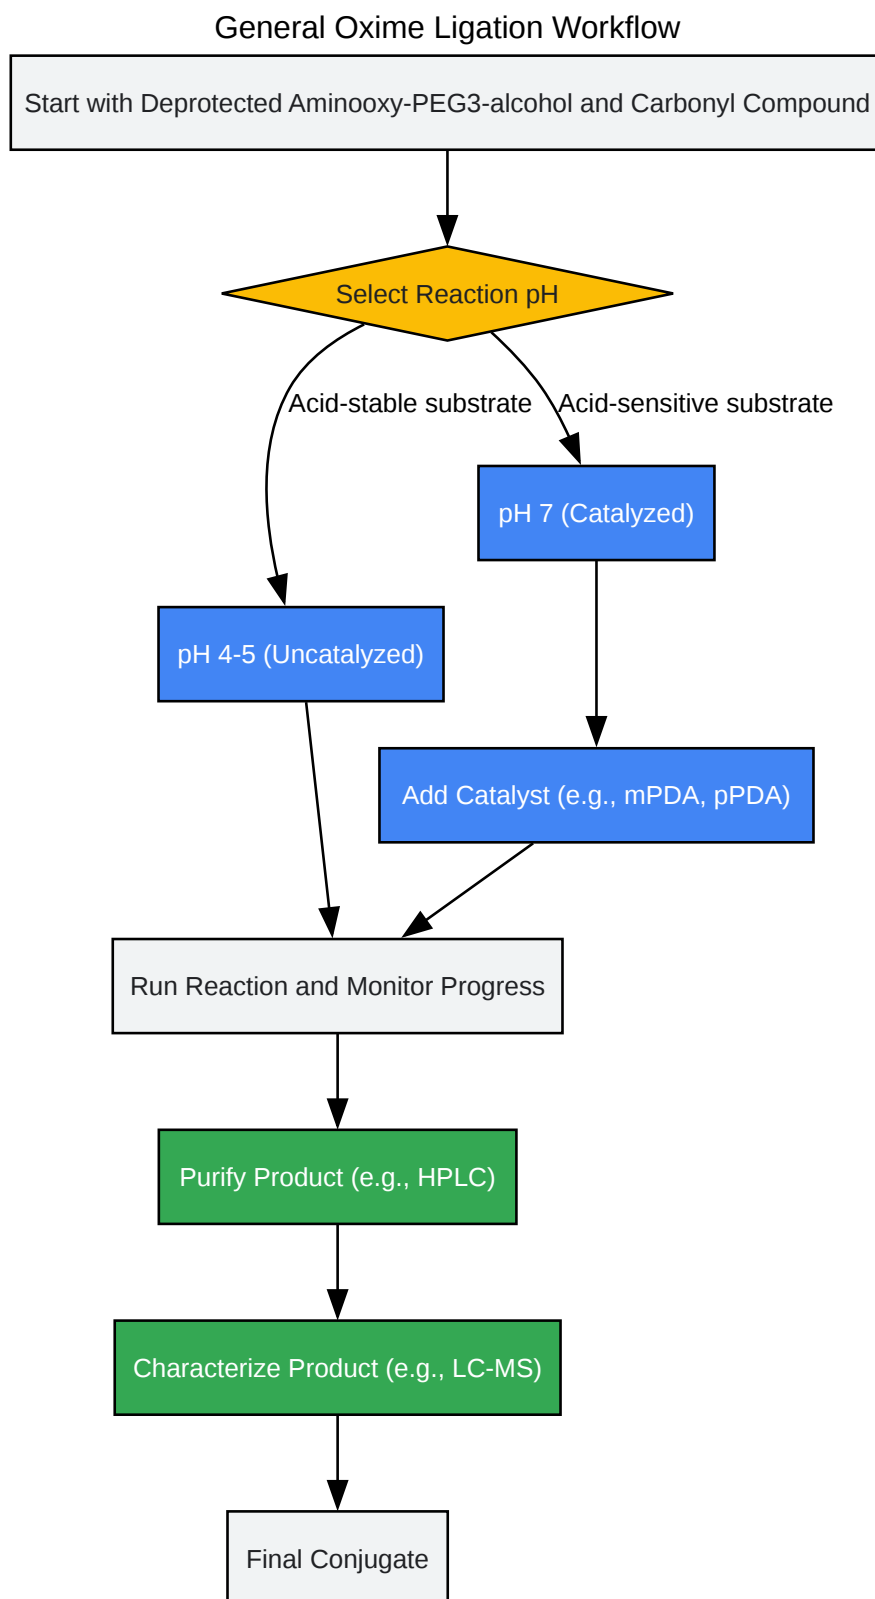 General Oxime Ligation Workflow
Start with Deprotected Aminooxy-PEG3-alcohol and Carbonyl Compound
Select Reaction pH
Acid-stable substrate
Acid-sensitive substrate
pH 7 (Catalyzed)
pH 4-5 (Uncatalyzed)
Add Catalyst (e.g., mPDA, pPDA)
Run Reaction and Monitor Progress
Purify Product (e.g., HPLC)
Characterize Product (e.g., LC-MS)
Final Conjugate